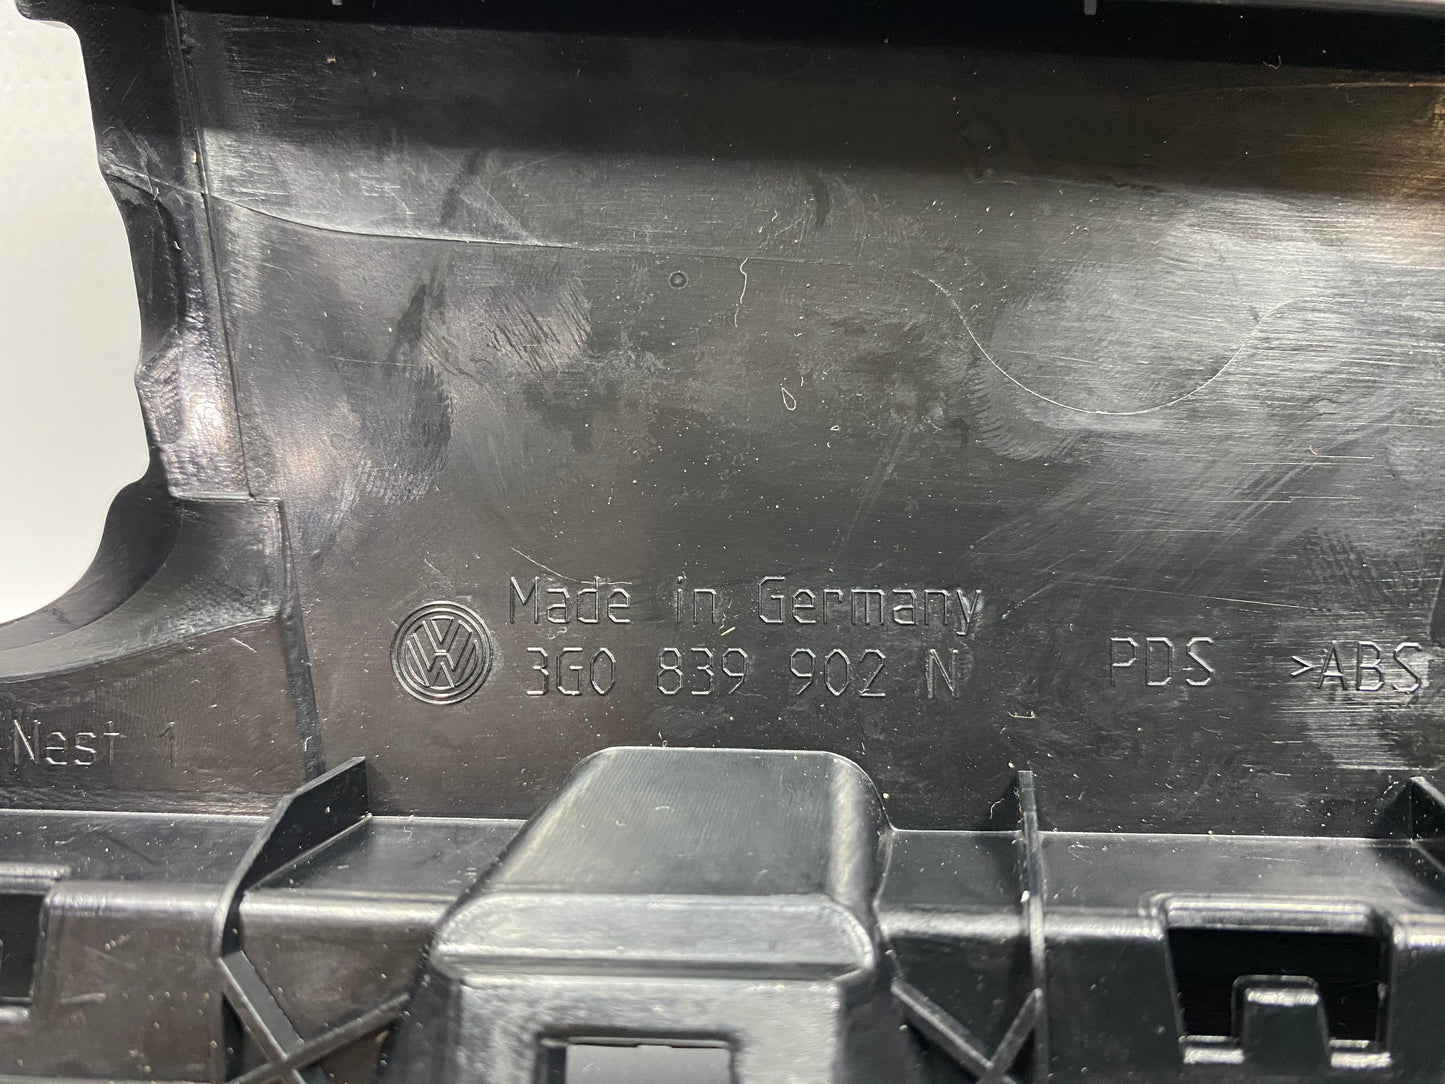 Made in Germany
3G0 839 902 N
PDS >ABS
Nest 1